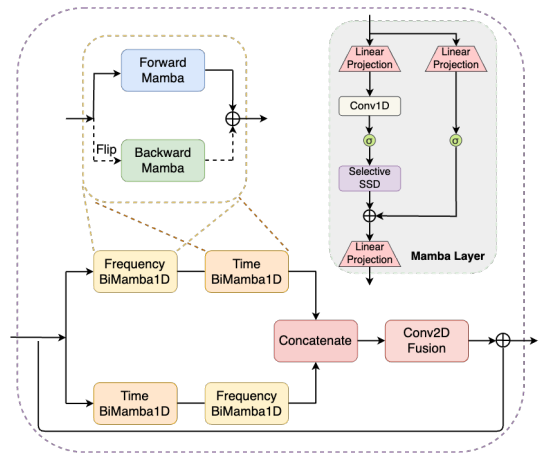 Forward
Mamba
Flip
Backward
Mamba
Linear
Projection
Linear
Projection
Conv1D
σ
σ
Selective
SSD
Linear
Projection
Mamba Layer
Frequency
BiMamba1D
Time
BiMamba1D
Concatenate
Conv2D
Fusion
Time
BiMamba1D
Frequency
BiMamba1D